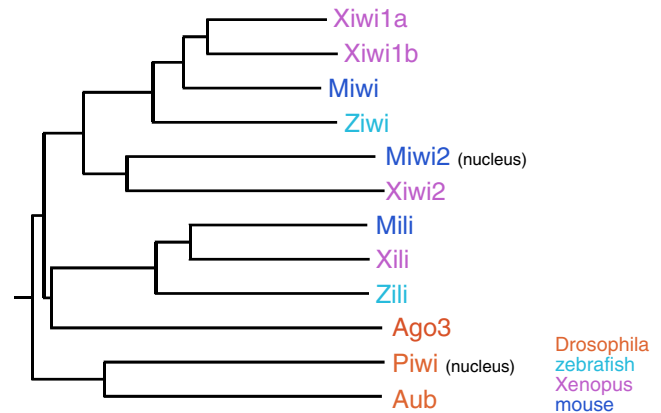 Xiwi1a
Xiwi1b
Miwi
Ziwi
Miwi2 (nucleus)
Xiwi2
Mili
Xili
Zili
Ago3
Piwi (nucleus)
Aub
Drosophila
zebrafish
Xenopus
mouse